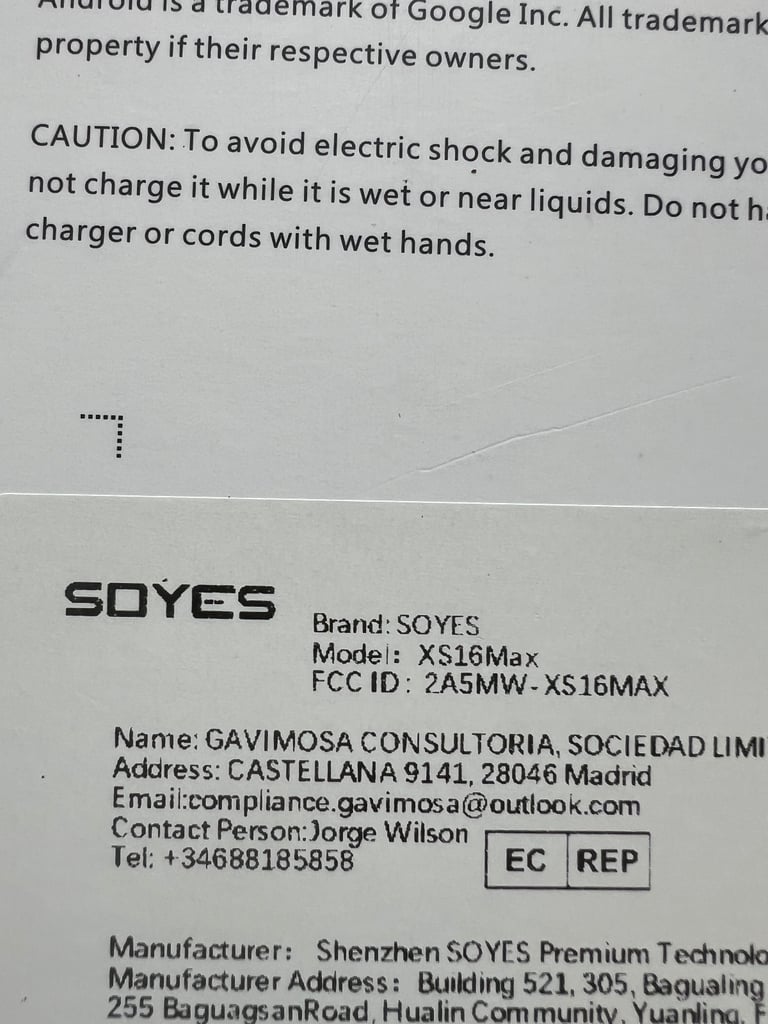 Android is a trademark of Google Inc. All trademark
property if their respective owners.
CAUTION: To avoid electric shock and damaging yo
not charge it while it is wet or near liquids. Do not h
charger or cords with wet hands.
SOYES
Brand: SOYES
Model: XS16Max
FCC ID: 2A5MW-XS16MAX
Name: GAVIMOSA CONSULTORIA, SOCIEDAD LIMI
Address: CASTELLANA 9141, 28046 Madrid
Email:compliance.gavimosa@outlook.com
Contact Person:Jorge Wilson
Tel: +34688185858
EC REP
Manufacturer: Shenzhen SOYES Premium Technolo
Manufacturer Address: Building 521, 305, Bagualing
255 BaguagsanRoad, Hualin Community, Yuanling, F